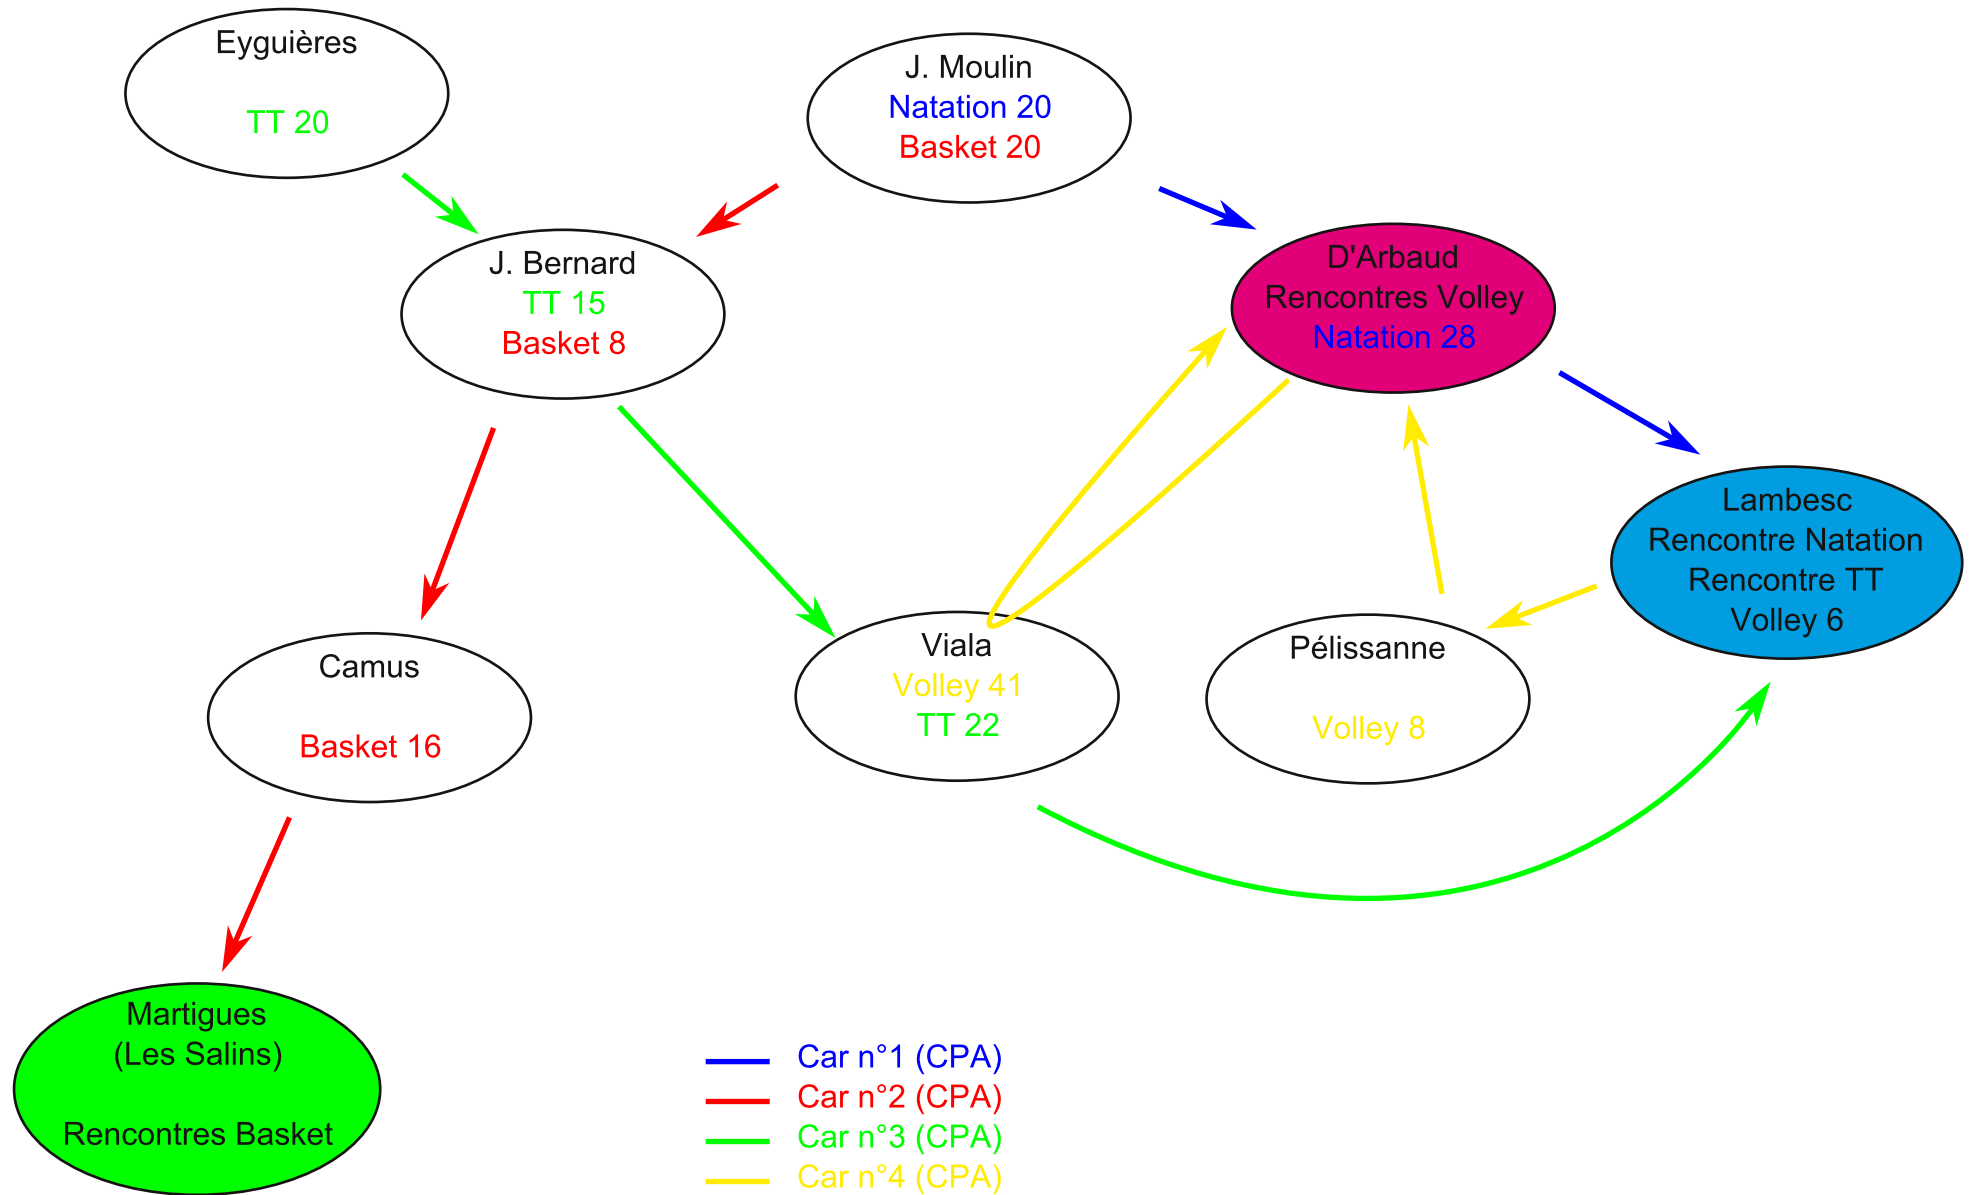 Eyguières
TT 20
J. Moulin
Natation 20
Basket 20
J. Bernard
TT 15
Basket 8
D'Arbaud
Rencontres Volley
Natation 28
Lambesc
Rencontre Natation
Rencontre TT
Volley 6
Camus
Basket 16
Viala
Volley 41
TT 22
Pélissanne
Volley 8
Martigues
(Les Salins)
Rencontres Basket
Car n°1 (CPA)
Car n°2 (CPA)
Car n°3 (CPA)
Car n°4 (CPA)